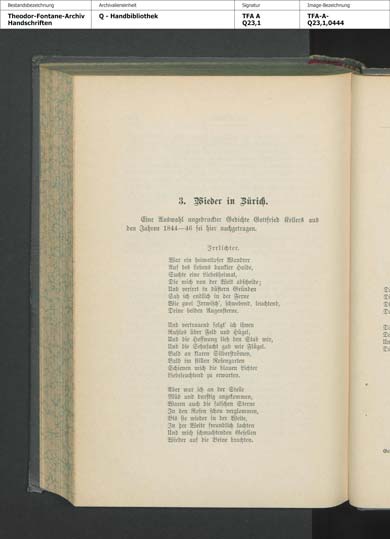 Bestandsbezeichnung
Archivalieneinheit
Signatur
Image-Bezeichnung
Theodor-Fontane-Archiv
Handschriften
Q - Handbibliothek
TFA A
Q23,1
TFA-A-
Q23,1,0444
3. Wieder in Zürich.
Eine Auswahl ungedruckter Gedichte Gottfried Kellers aus
den Jahren 1844—46 sei hier nachgetragen.
Irrlichter.
War ein heimatloser Wandrer
Auf des Lebens dunkler Halde,
Suchte eine Liebesheimat,
Die mich von der Welt abscheide;
Und verirrt in düstern Gründen
Sah ich endlich in der Ferne
Wie zwei Irrwisch', schwebend, leuchtend,
Deine beiden Augensterne.
Und vertrauend folgt' ich ihnen
Rastlos über Feld und Hügel,
Und die Hoffnung lieh den Stab mir,
Und die Sehnsucht gab mir Flügel.
Bald an klaren Silberströmen,
Bald im stillen Rosengarten
Schienen mich die blauen Lichter
Liebeleuchtend zu erwarten.
Aber war ich an der Stelle
Müd und durstig angekommen,
Waren auch die falschen Sterne
In den Rosen schon verglommen,
Bis sie wieder in der Weite,
In der Weite freundlich lachten
Und mich schmachtenden Gesellen
Wieder auf die Beine brachten.